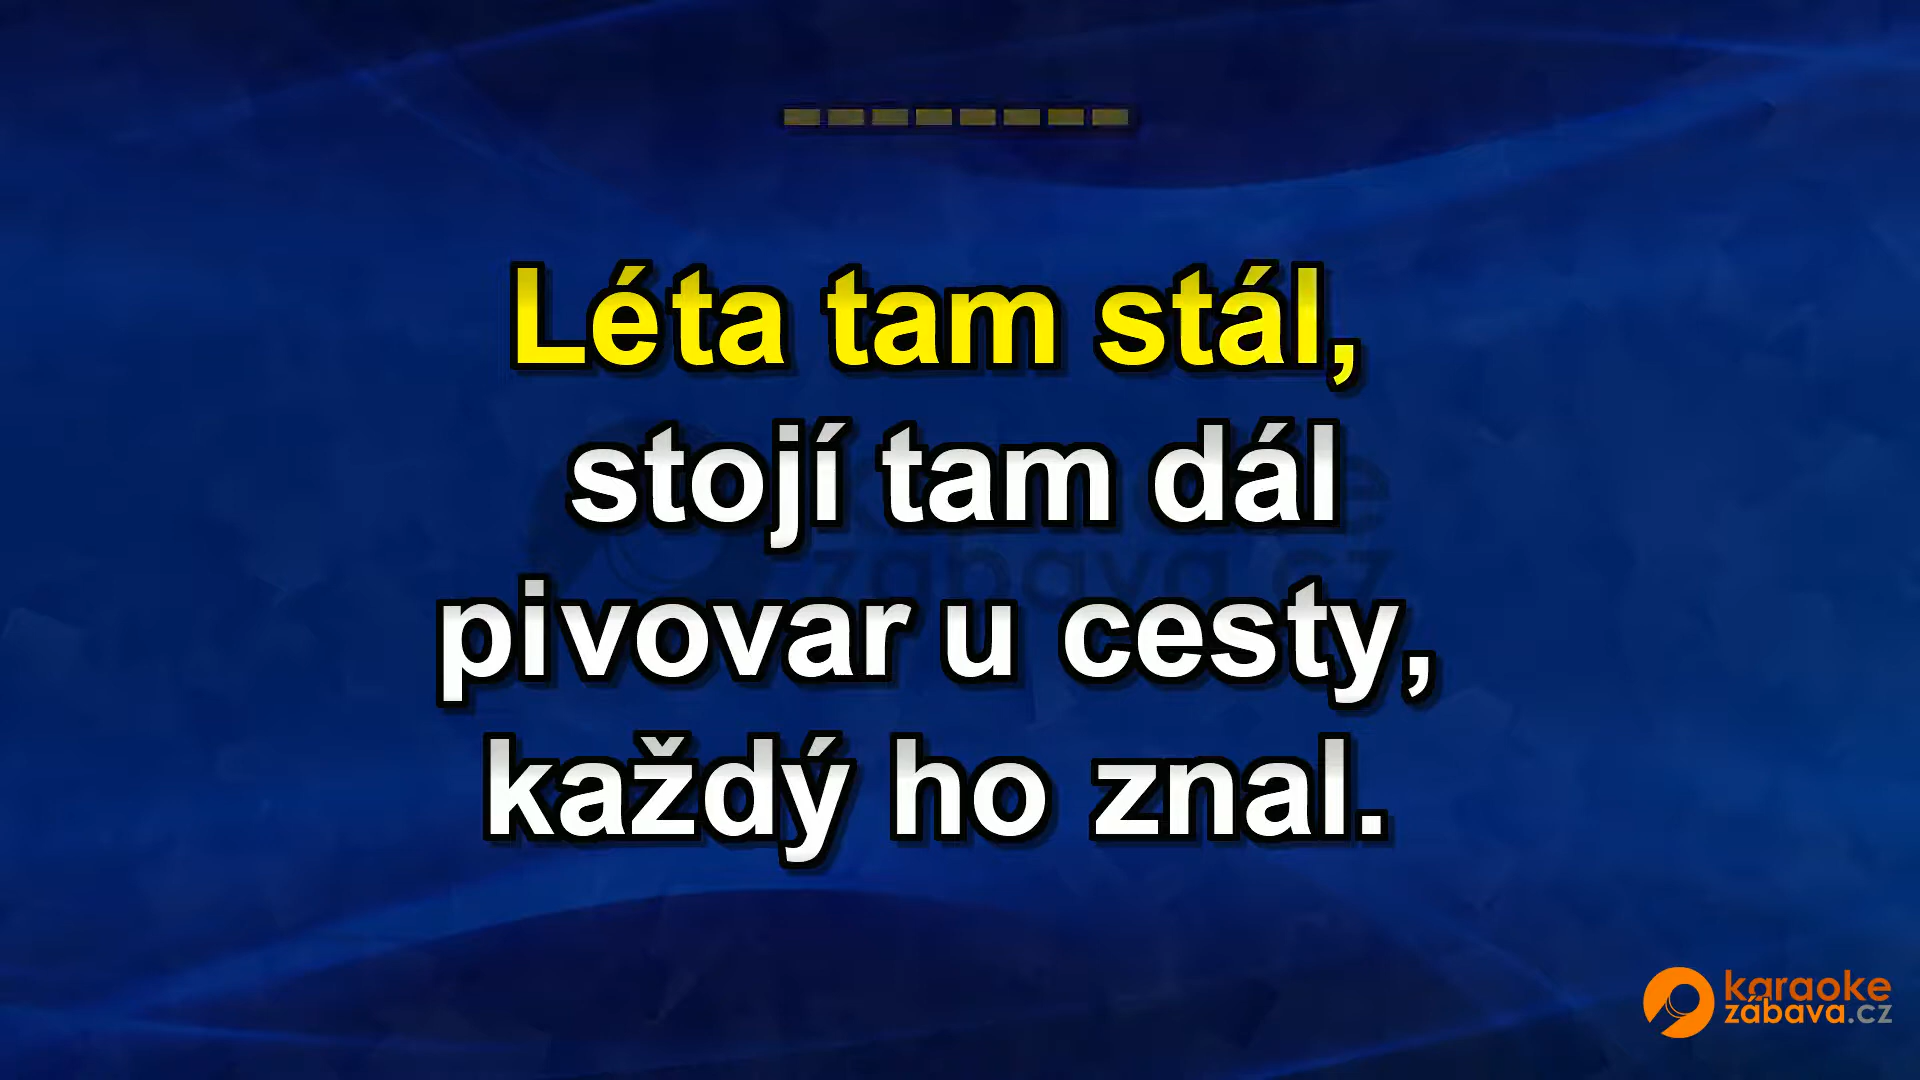 Léta tam stál,
stojí tam dál
pivovar u cesty,
každý ho znal.
karaoke
zábava.cz